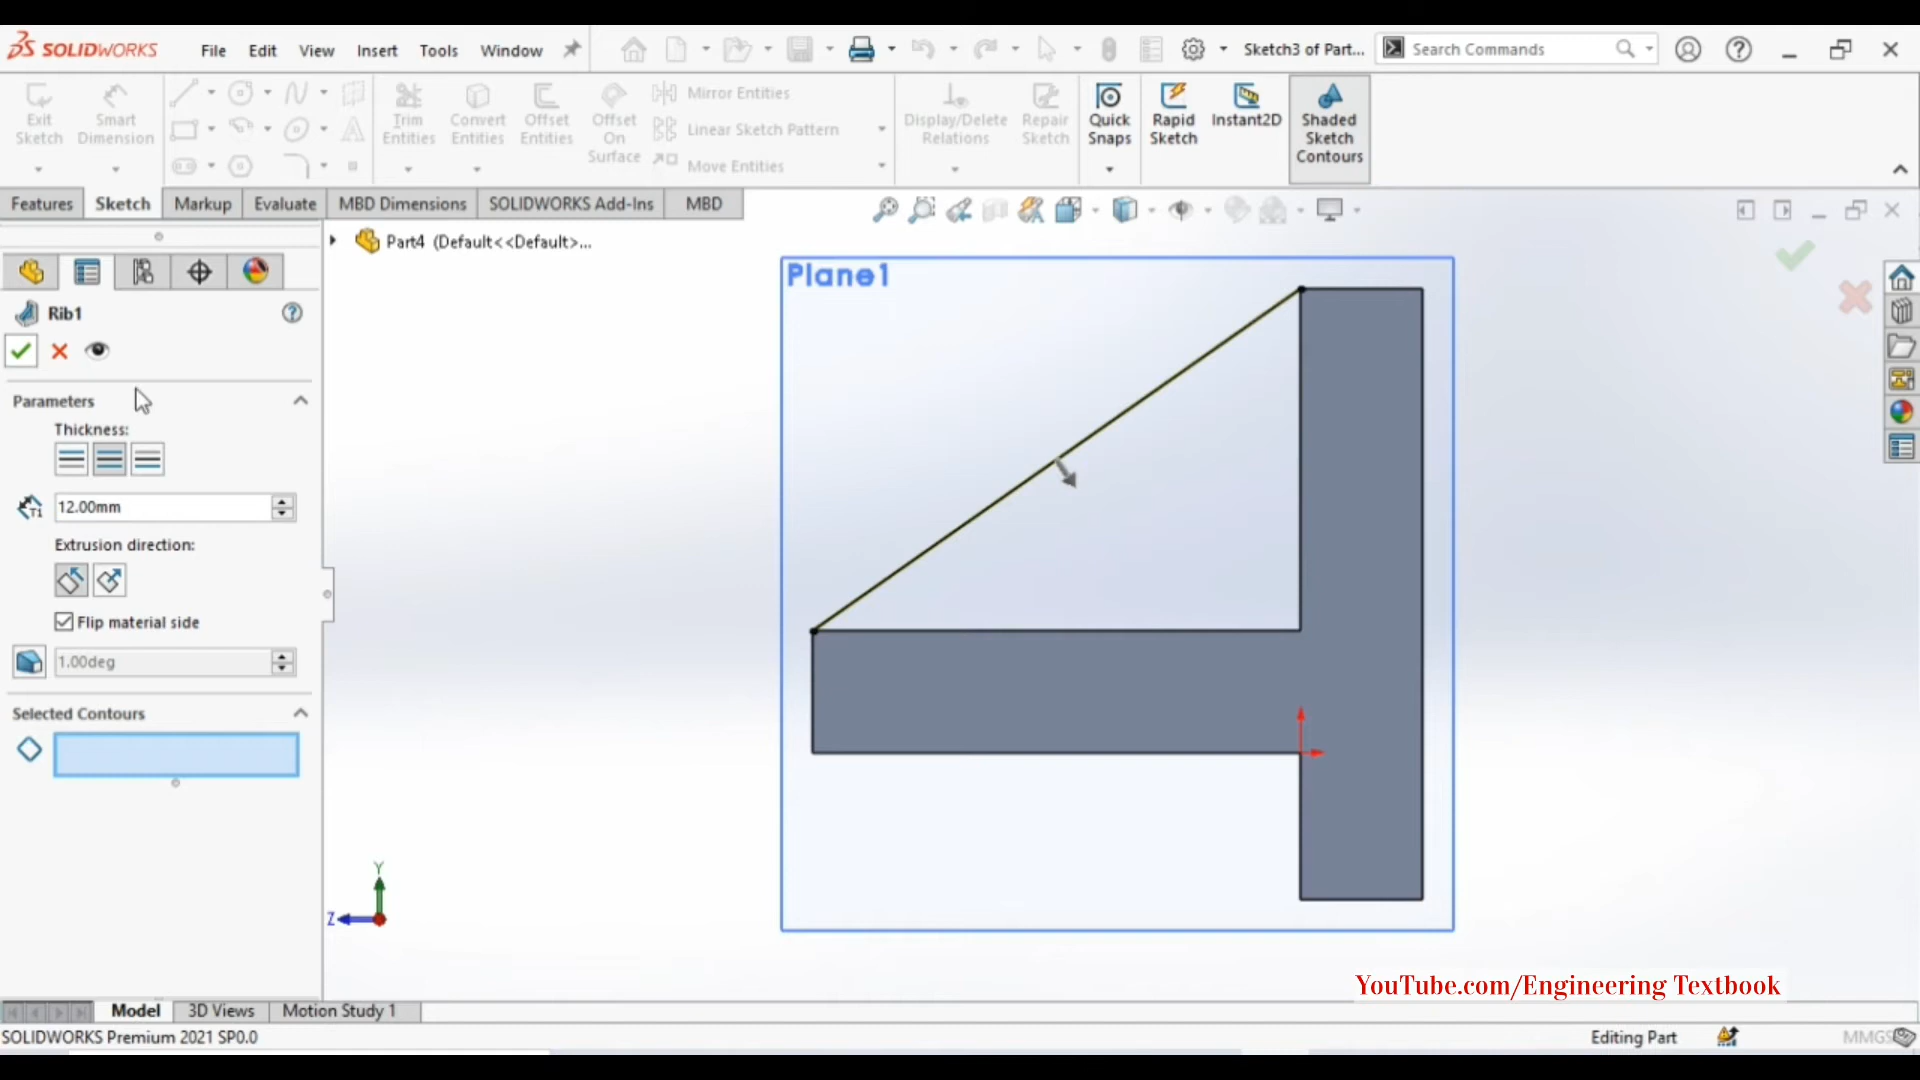 SOLIDWORKS
File Edit View Insert Tools Window
Sketch3 of Part...
Search Commands
Exit Sketch
Smart Dimension
Trim Entities
Convert Entities
Offset Entities
Offset On Surface
Mirror Entities
Linear Sketch Pattern
Move Entities
Display/Delete Relations
Repair Sketch
Quick Snaps
Rapid Sketch
Instant2D
Shaded Sketch Contours
Features Sketch Markup Evaluate MBD Dimensions SOLIDWORKS Add-Ins MBD
Part4 (Default<<Default>...
Plane1
Rib1
Parameters
Thickness:
T1
12.00mm
Extrusion direction:
Flip material side
1.00deg
Selected Contours
Y
Z
YouTube.com/Engineering Textbook
Model 3D Views Motion Study 1
SOLIDWORKS Premium 2021 SP0.0
Editing Part
MMGS